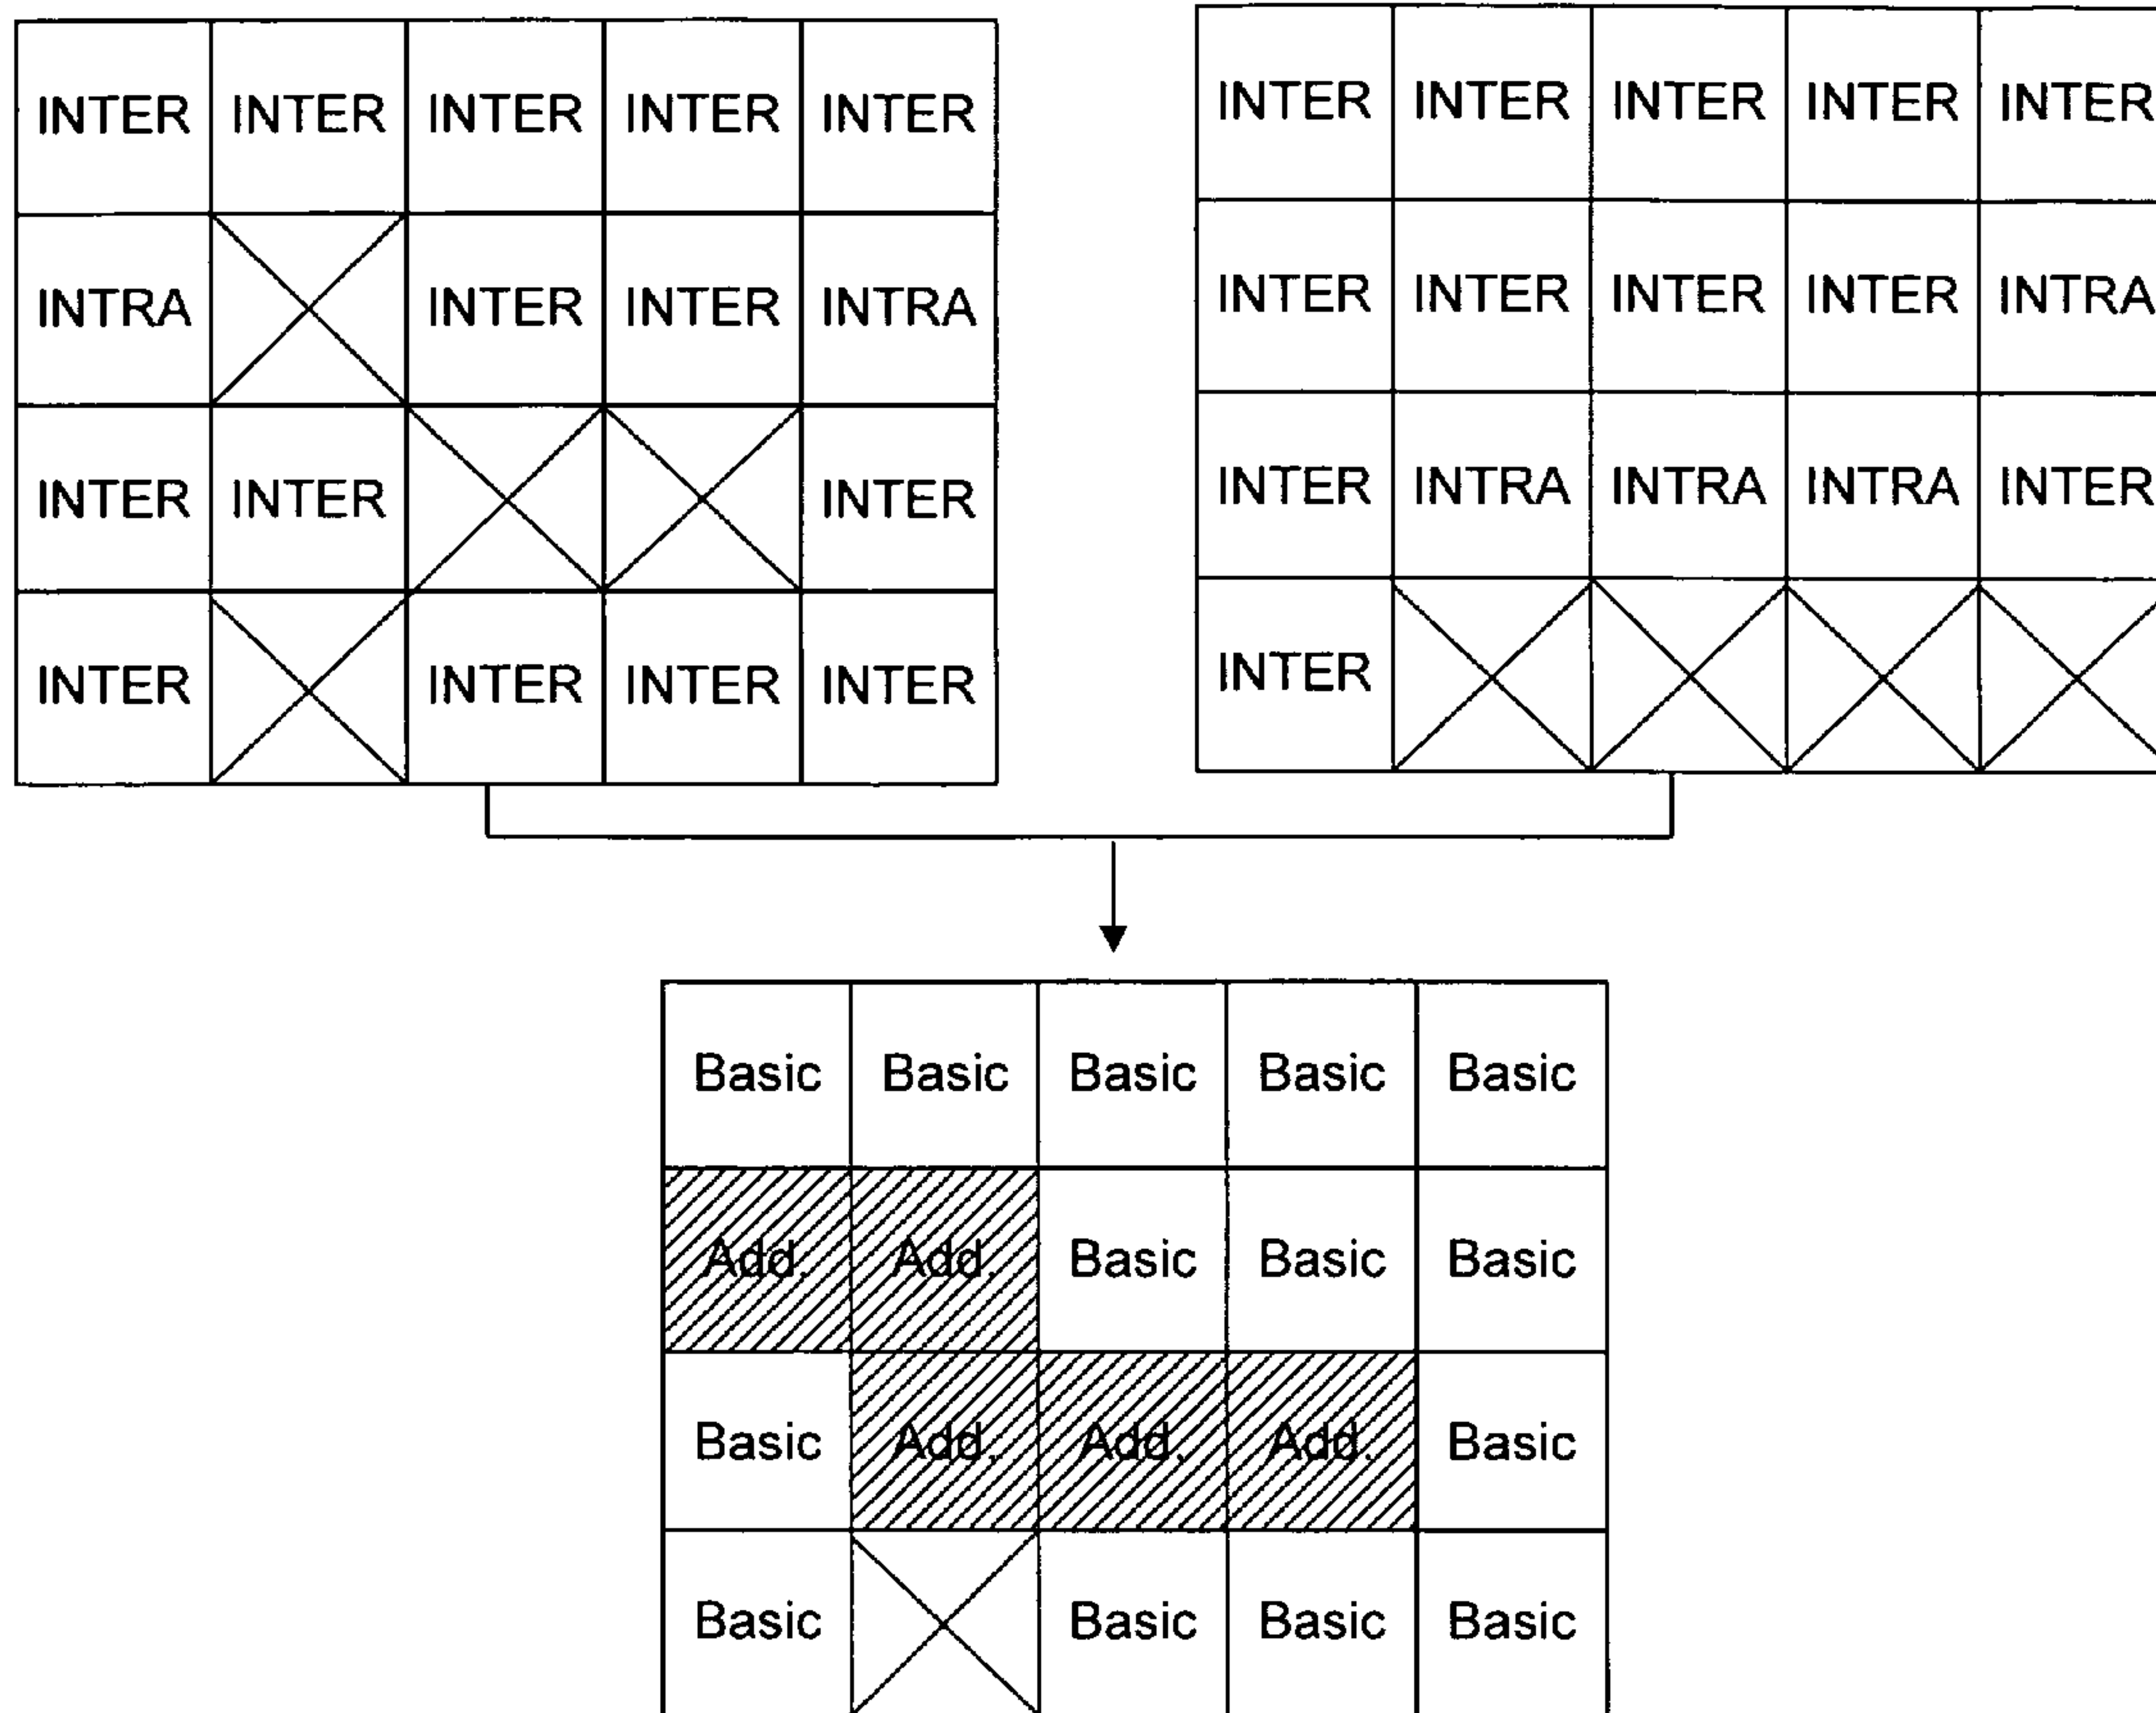 INTER INTER INTER INTER INTER
INTRA INTER INTER INTRA
INTER INTER INTER
INTER INTER INTER INTER
INTER INTER INTER INTER INTER
INTER INTER INTER INTER INTRA
INTER INTRA INTRA INTRA INTER
INTER
Basic Basic Basic Basic Basic
Add. Add. Basic Basic Basic
Basic Add. Add. Add. Basic
Basic Basic Basic Basic